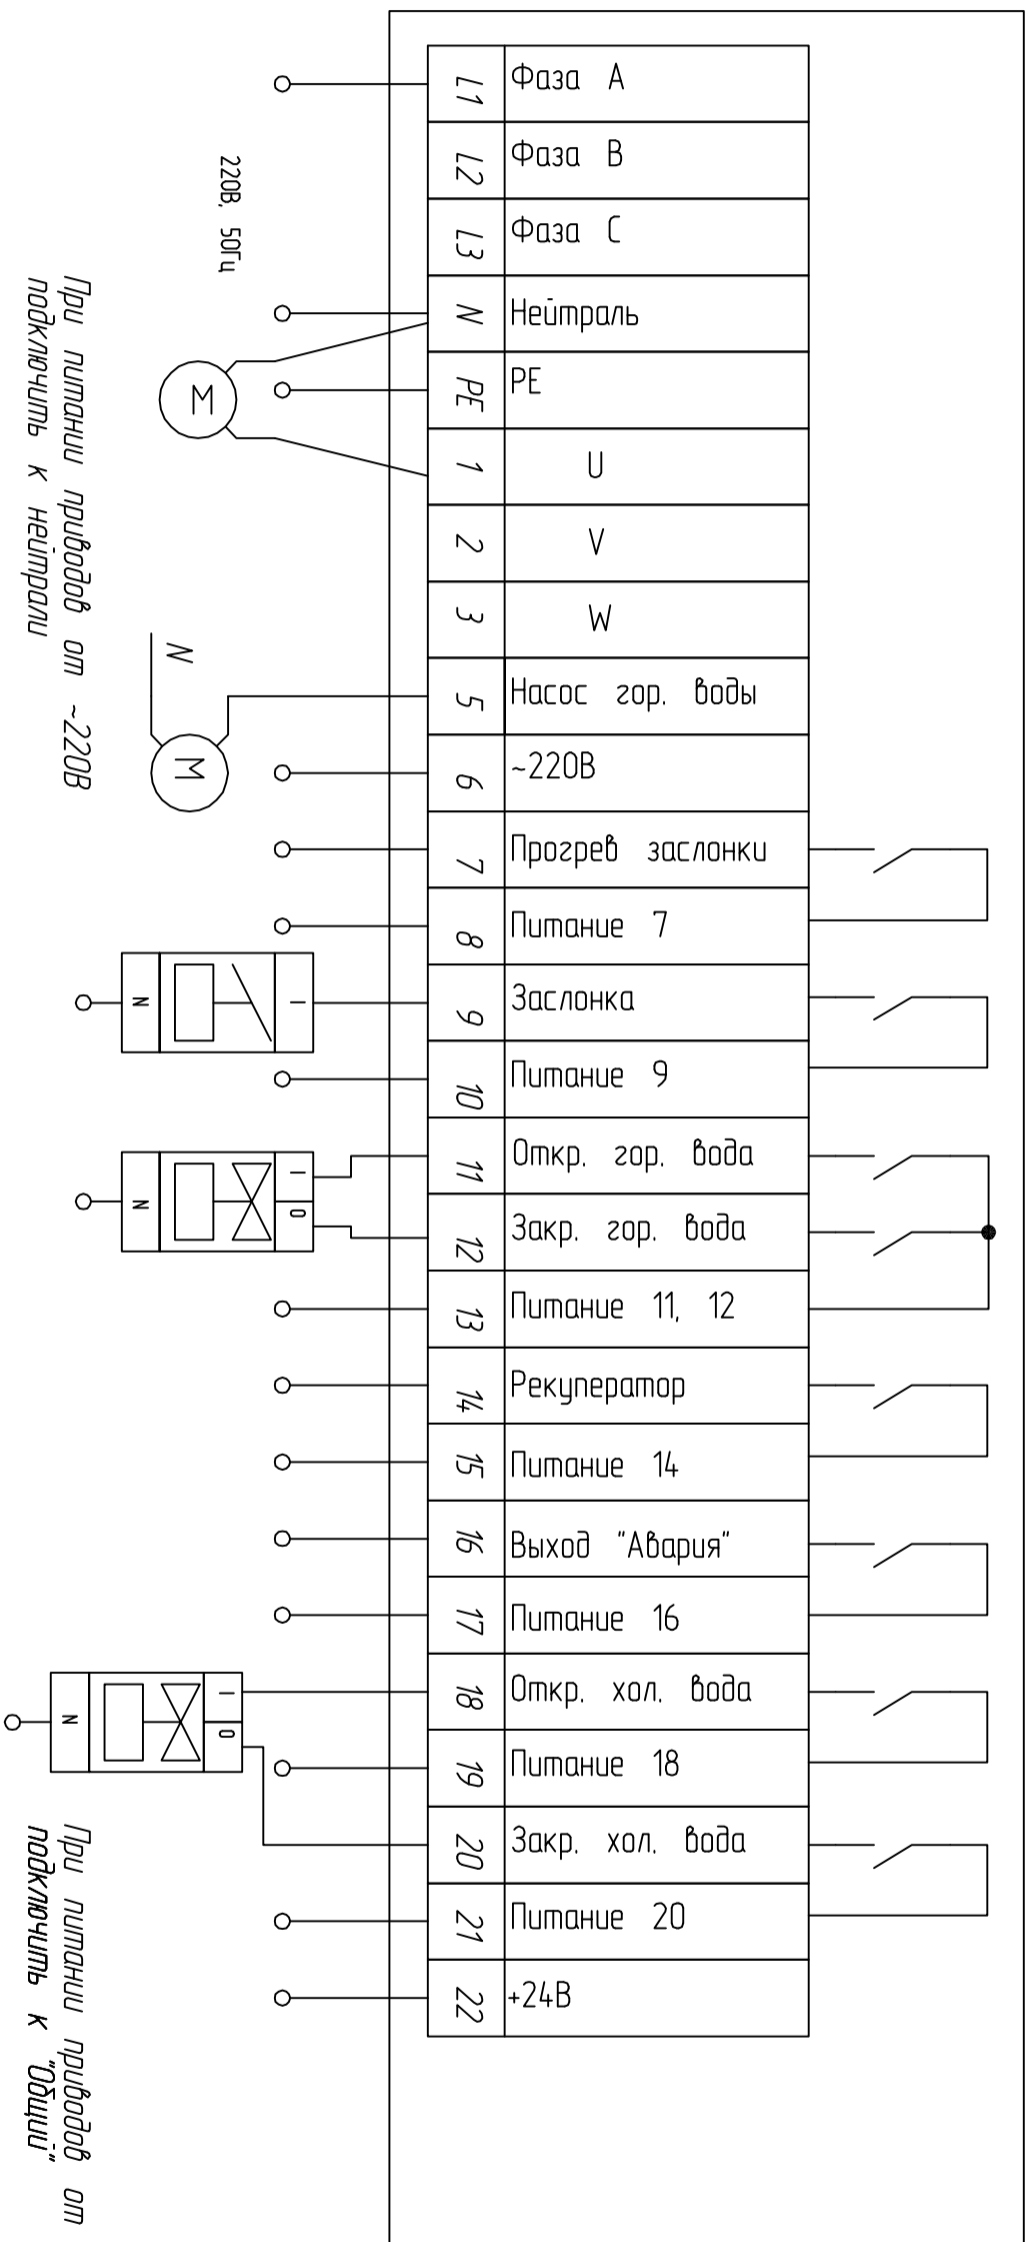 L1 Фаза А
L2 Фаза В
L3 Фаза С
N Нейтраль
PE PE
1 U
2 V
3 W
5 Насос гор. воды
6 ~220В
7 Прогрев заслонки
8 Питание 7
9 Заслонка
10 Питание 9
11 Откр. гор. вода
12 Закр. гор. вода
13 Питание 11, 12
14 Рекуператор
15 Питание 14
16 Выход "Авария"
17 Питание 16
18 Откр. хол. вода
19 Питание 18
20 Закр. хол. вода
21 Питание 20
22 +24В
220В, 50Гц
M
N
M
N I
N I O
N I O
При питании приводов от ~220В
подключить к нейтрали
При питании приводов от
подключить к "Общий"